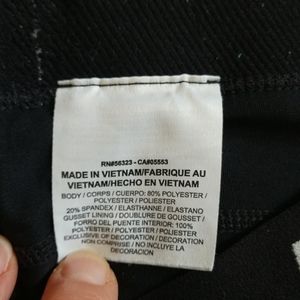 RN#56323 - CA#05553
MADE IN VIETNAM/FABRIQUE AU
VIETNAM/HECHO EN VIETNAM
BODY / CORPS / CUERPO: 80% POLYESTER
/ POLYESTER / POLIESTER
20% SPANDEX / ELASTHANNE / ELASTANO
GUSSET LINING / DOUBLURE DE GOUSSET /
FORRO DEL PUENTE INTERIOR: 100%
POLYESTER / POLYESTER / POLIESTER
EXCLUSIVE OF DECORATION / DECORATION
NON COMPRISE / NO INCLUYE LA
DECORACION